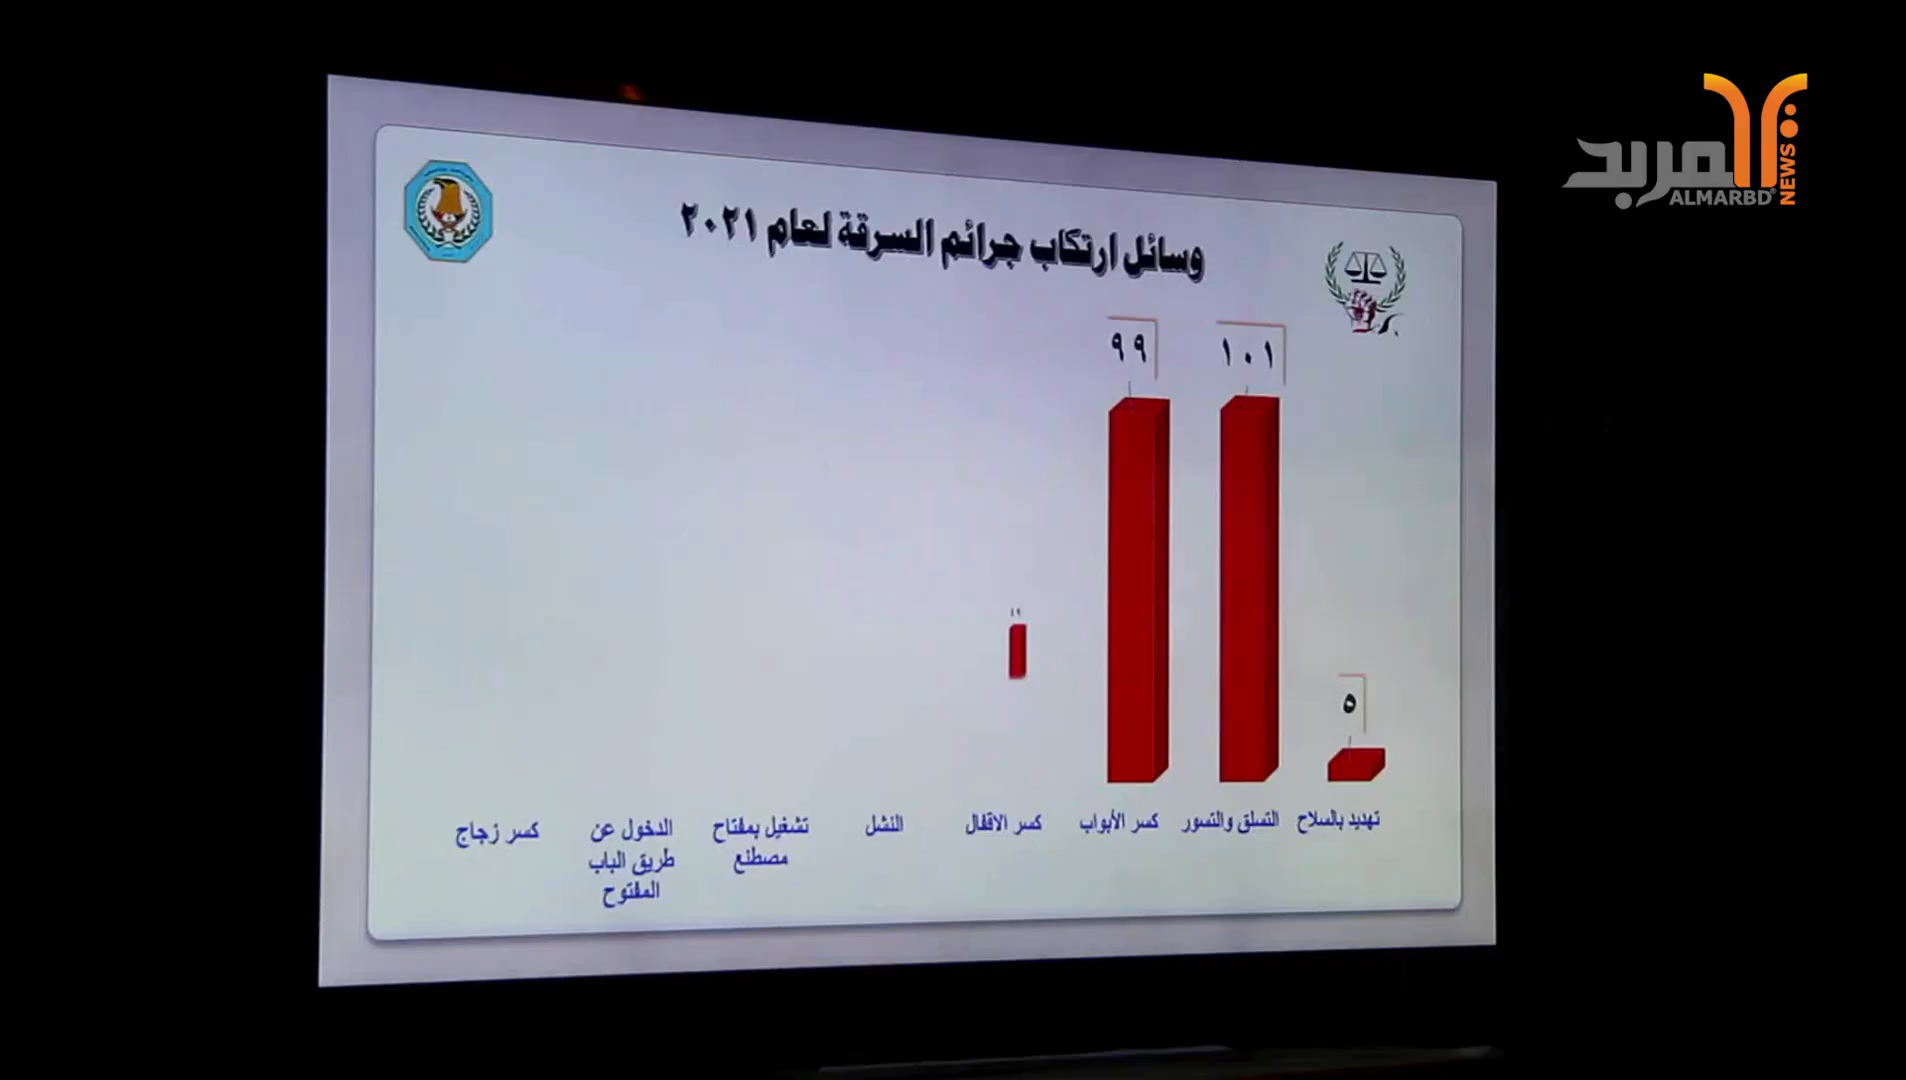 المربد
ALMARBD
NEWS
وسائل ارتكاب جرائم السرقة لعام ٢٠٢١
٩٩
١٠١
٥
تهديد بالسلاح
التسلق والتسور
كسر الأبواب
كسر الاقفال
النشل
تشغيل بمفتاح
مصطنع
الدخول عن
طريق الباب
المفتوح
كسر زجاج